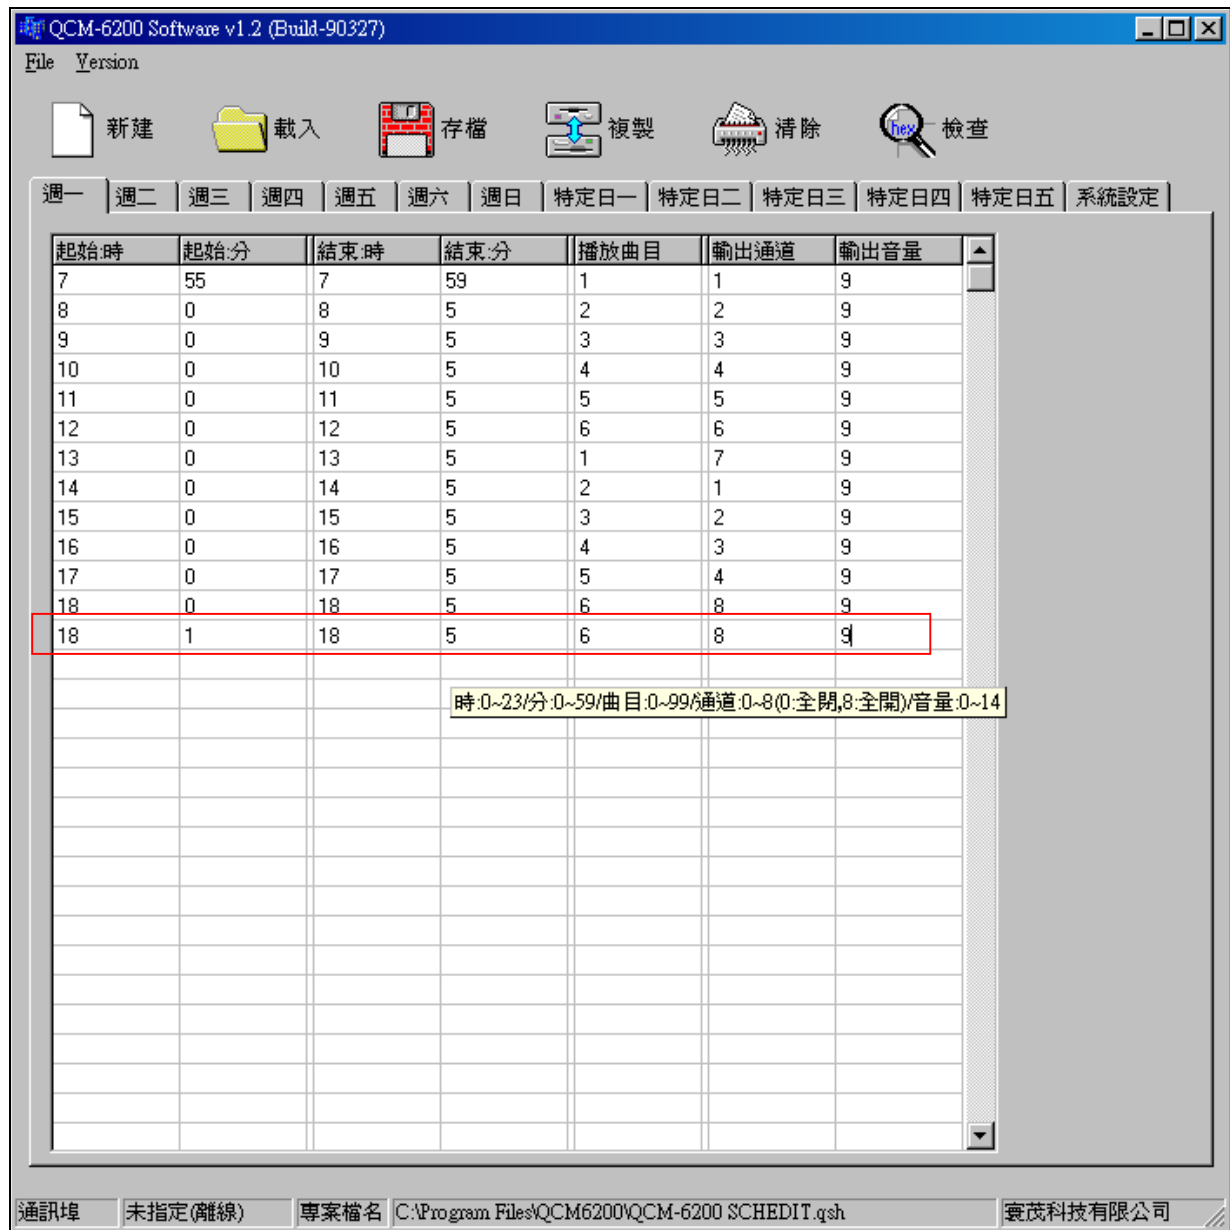 QCM-6200 Software v1.2 (Build-90327)
File Version
新建 載入 存檔 複製 hex 清除 檢查
週一 週二 週三 週四 週五 週六 週日 特定日一 特定日二 特定日三 特定日四 特定日五 系統設定
起始:時 起始:分 結束:時 結束:分 播放曲目 輸出通道 輸出音量
7 55 7 59 1 1 9
8 0 8 5 2 2 9
9 0 9 5 3 3 9
10 0 10 5 4 4 9
11 0 11 5 5 5 9
12 0 12 5 6 6 9
13 0 13 5 1 7 9
14 0 14 5 2 1 9
15 0 15 5 3 2 9
16 0 16 5 4 3 9
17 0 17 5 5 4 9
18 0 18 5 6 8 9
18 1 18 5 6 8 9
時:0~23/分:0~59/曲目:0~99/通道:0~8(0:全閉,8:全開)/音量:0~14
通訊埠 未指定(離線) 專案檔名 C:\Program Files\QCM6200\QCM-6200 SCHEDIT.qsh 寰茂科技有限公司